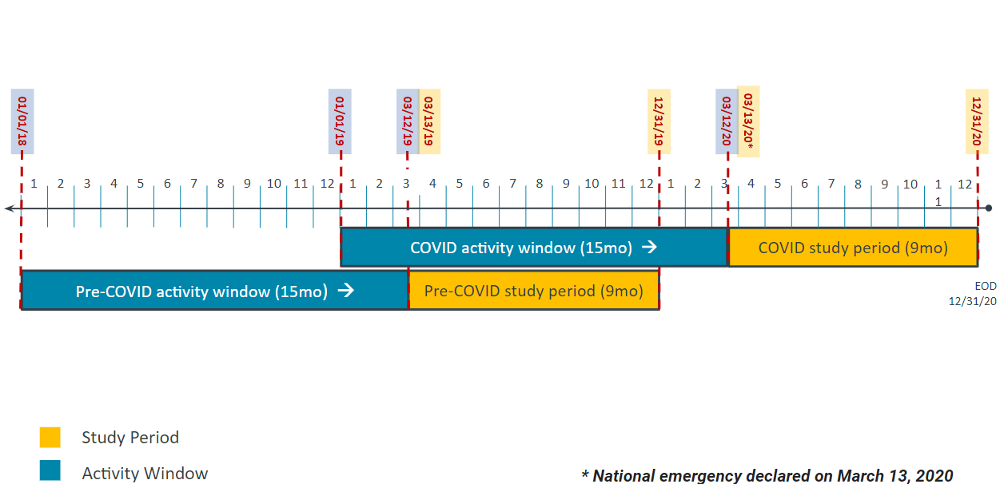 01/01/18
01/01/19
03/12/19
03/13/19
12/31/19
03/12/20
03/13/20*
12/31/20
1 2 3 4 5 6 7 8 9 10 11 12 1 2 3 4 5 6 7 8 9 10 11 12 1 2 3 4 5 6 7 8 9 10 1 12
1
COVID activity window (15mo) →
COVID study period (9mo)
Pre-COVID activity window (15mo) →
Pre-COVID study period (9mo)
EOD
12/31/20
Study Period
Activity Window
* National emergency declared on March 13, 2020